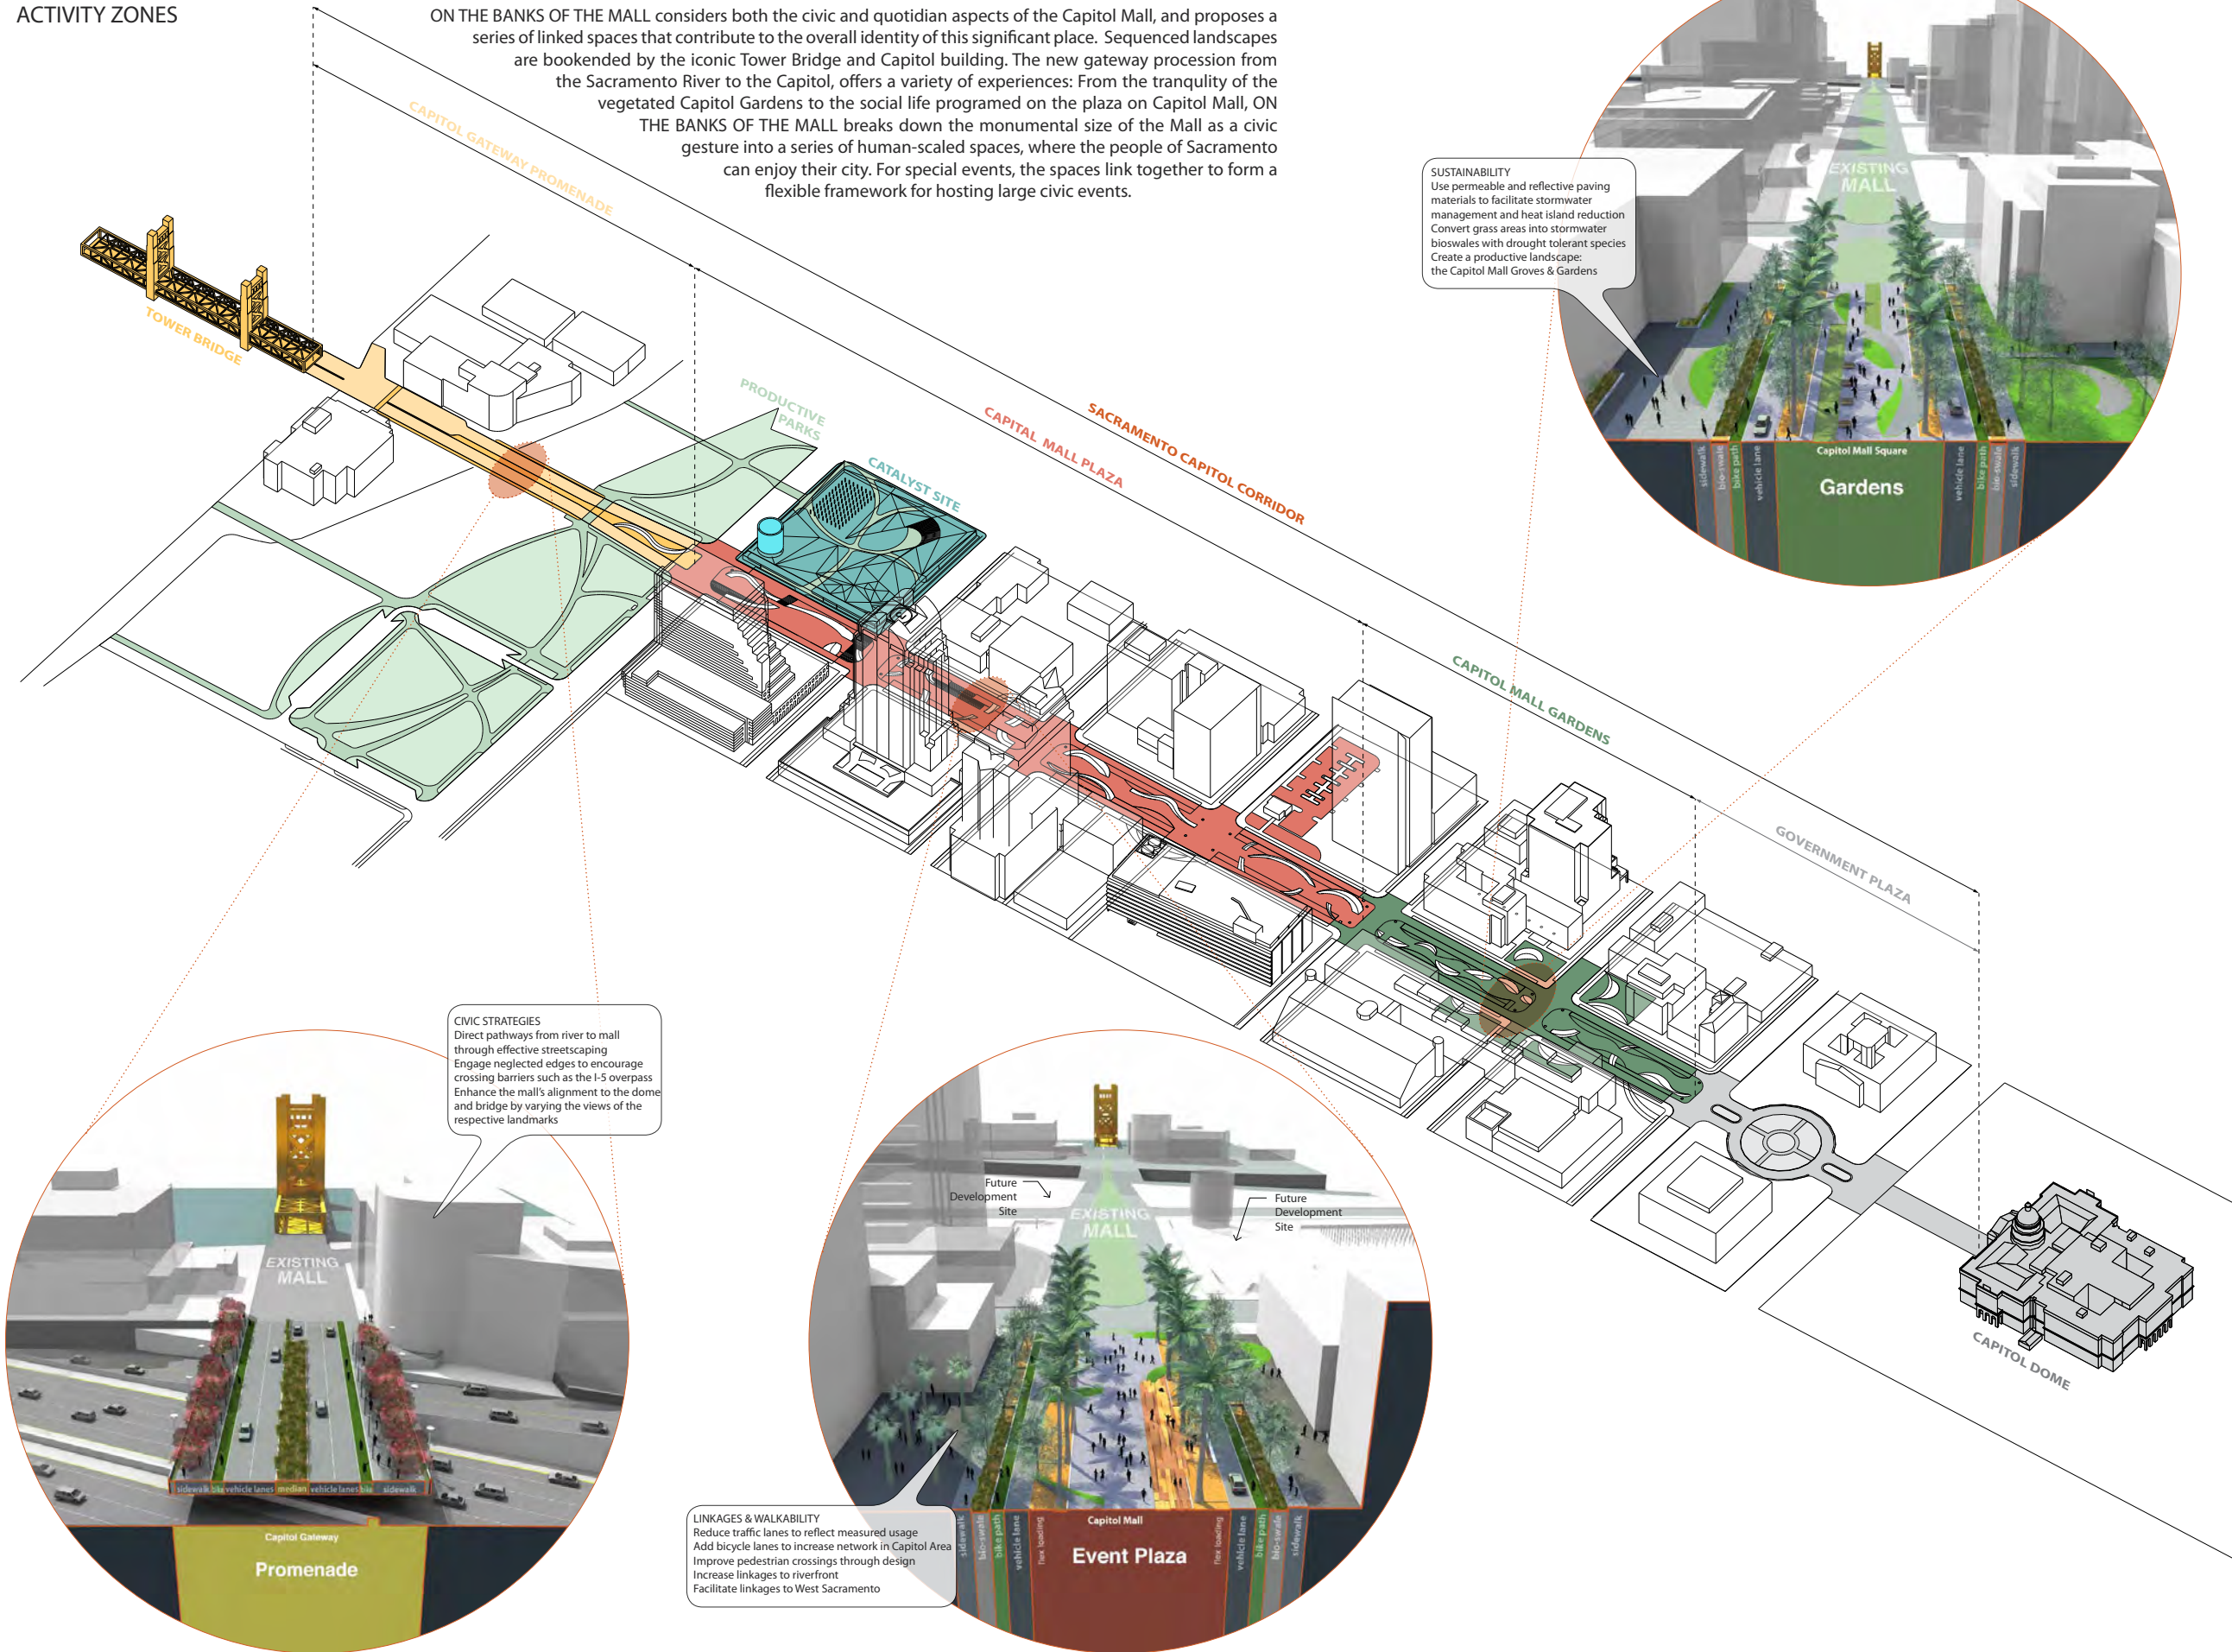 ACTIVITY ZONES
ON THE BANKS OF THE MALL considers both the civic and quotidian aspects of the Capitol Mall, and proposes a
series of linked spaces that contribute to the overall identity of this significant place. Sequenced landscapes
are bookended by the iconic Tower Bridge and Capitol building. The new gateway procession from
the Sacramento River to the Capitol, offers a variety of experiences: From the tranqulity of the
vegetated Capitol Gardens to the social life programed on the plaza on Capitol Mall, ON
THE BANKS OF THE MALL breaks down the monumental size of the Mall as a civic
gesture into a series of human-scaled spaces, where the people of Sacramento
can enjoy their city. For special events, the spaces link together to form a
flexible framework for hosting large civic events.
CAPITOL GATEWAY PROMENADE
TOWER BRIDGE
PRODUCTIVE
PARKS
CATALYST SITE
CAPITAL MALL PLAZA
SACRAMENTO CAPITOL CORRIDOR
CAPITOL MALL GARDENS
GOVERNMENT PLAZA
CAPITOL DOME
SUSTAINABILITY
Use permeable and reflective paving
materials to facilitate stormwater
management and heat island reduction
Convert grass areas into stormwater
bioswales with drought tolerant species
Create a productive landscape:
the Capitol Mall Groves & Gardens
EXISTING
MALL
sidewalk
bio-swale
bike path
vehicle lane
Capitol Mall Square
Gardens
vehicle lane
bike path
bio-swale
sidewalk
CIVIC STRATEGIES
Direct pathways from river to mall
through effective streetscaping
Engage neglected edges to encourage
crossing barriers such as the I-5 overpass
Enhance the mall's alignment to the dome
and bridge by varying the views of the
respective landmarks
EXISTING
MALL
sidewalk
bike
vehicle lanes
median
vehicle lanes
bike
sidewalk
Capitol Gateway
Promenade
Future
Development
Site
EXISTING
MALL
Future
Development
Site
LINKAGES & WALKABILITY
Reduce traffic lanes to reflect measured usage
Add bicycle lanes to increase network in Capitol Area
Improve pedestrian crossings through design
Increase linkages to riverfront
Facilitate linkages to West Sacramento
sidewalk
bio-swale
bike path
vehicle lane
flex loading
Capitol Mall
Event Plaza
flex loading
vehicle lane
bike path
bio-swale
sidewalk